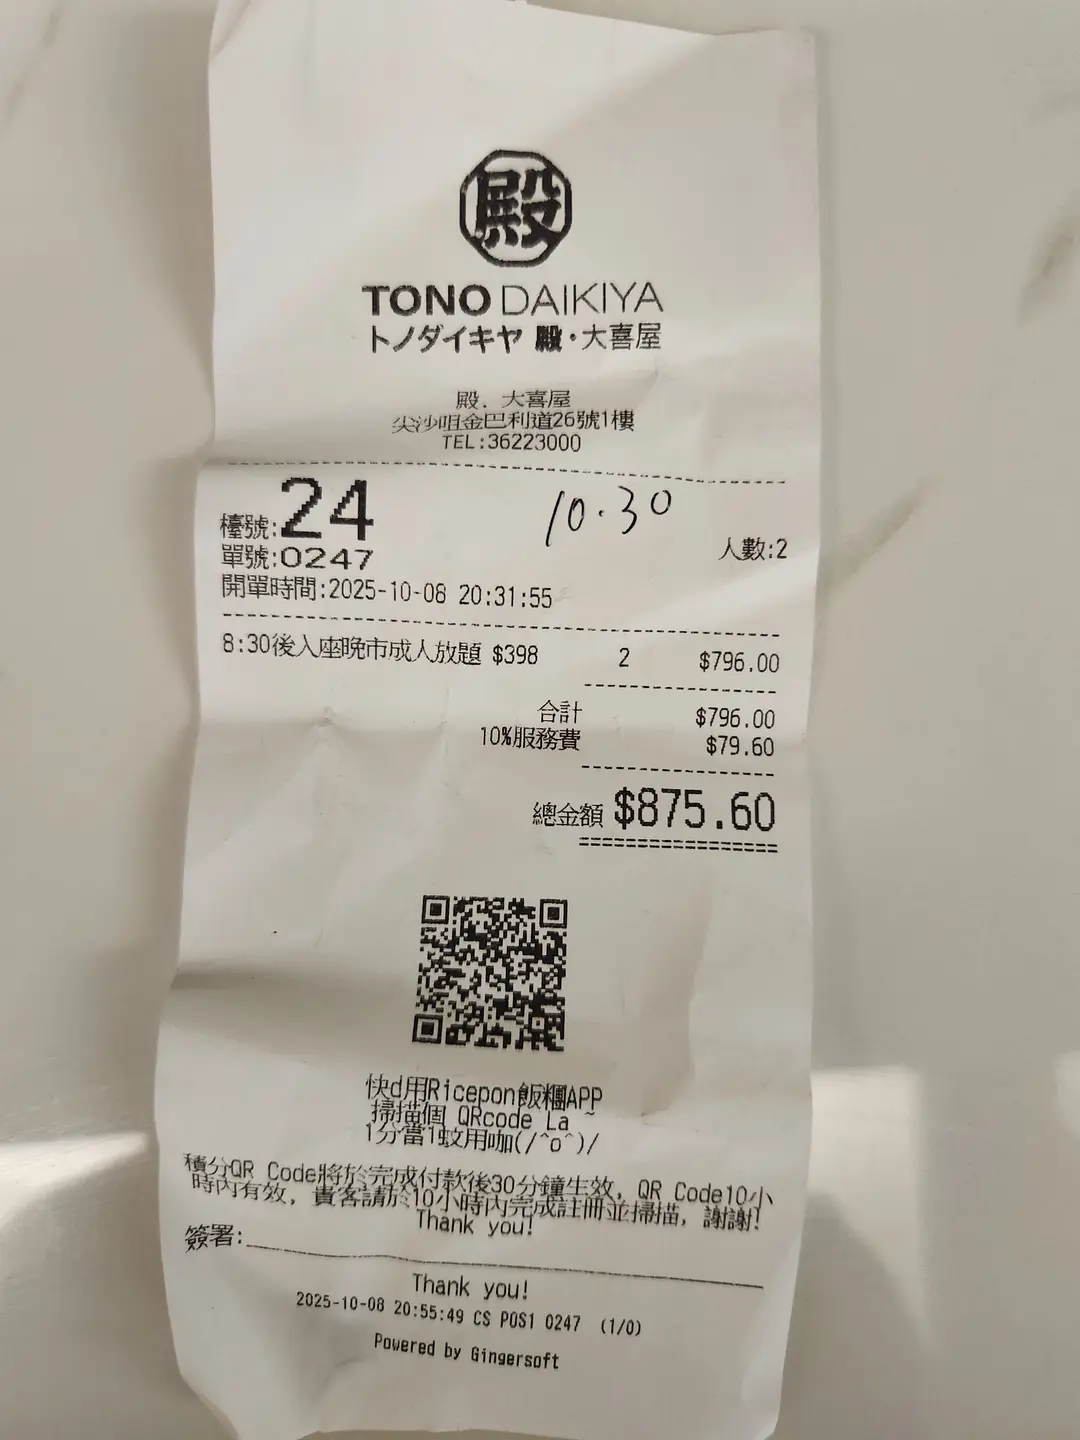 殿
TONO DAIKIYA
トノダイキヤ 殿・大喜屋
殿. 大喜屋
尖沙咀金巴利道26號1樓
TEL:36223000
檯號:24
10.30
人數:2
單號:0247
開單時間:2025-10-08 20:31:55
8:30後入座晚市成人放題 $398 2 $796.00
合計 $796.00
10%服務費 $79.60
總金額 $875.60
快d用Ricepon飯糰APP
掃描個 QRcode La ~
1分當1蚊用咖(/^o^)/
積分QR Code將於完成付款後30分鐘生效, QR Code10小
時內有效, 貴客請於10小時內完成註冊並掃描, 謝謝!
Thank you!
簽署:
Thank you!
2025-10-08 20:55:49 CS POS1 0247 (1/0)
Powered by Gingersoft